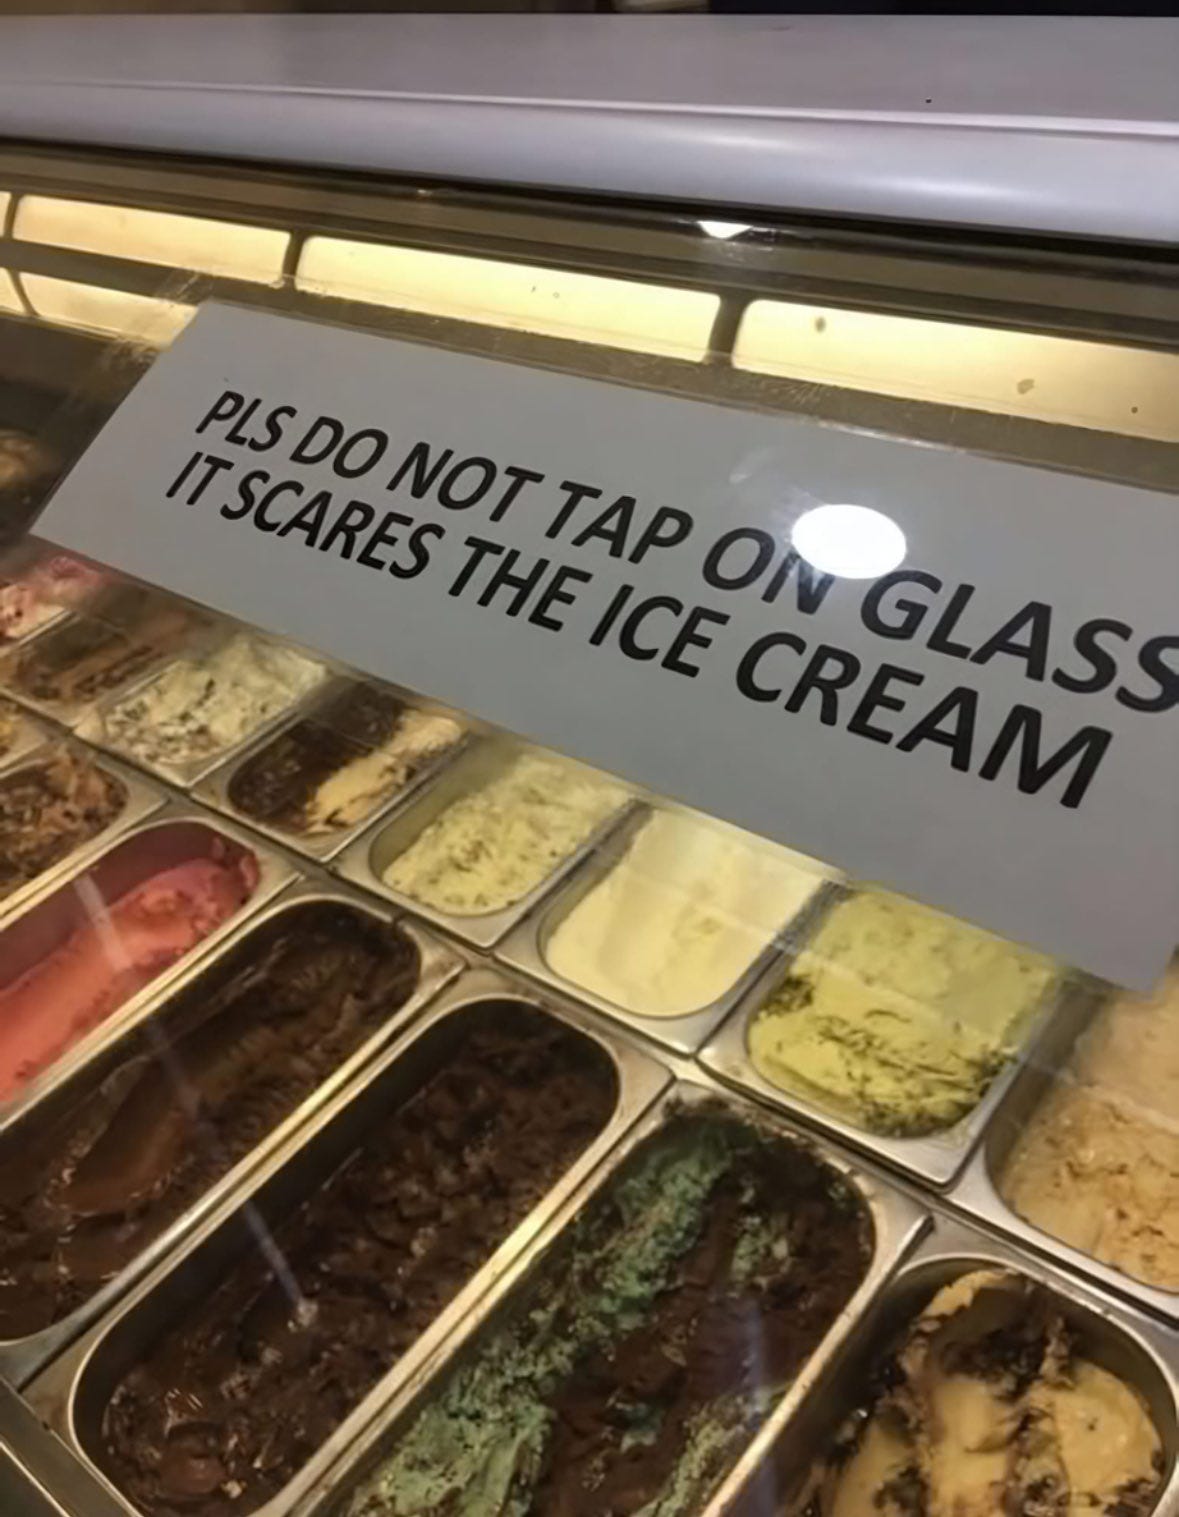 PLS DO NOT TAP ON GLASS
IT SCARES THE ICE CREAM